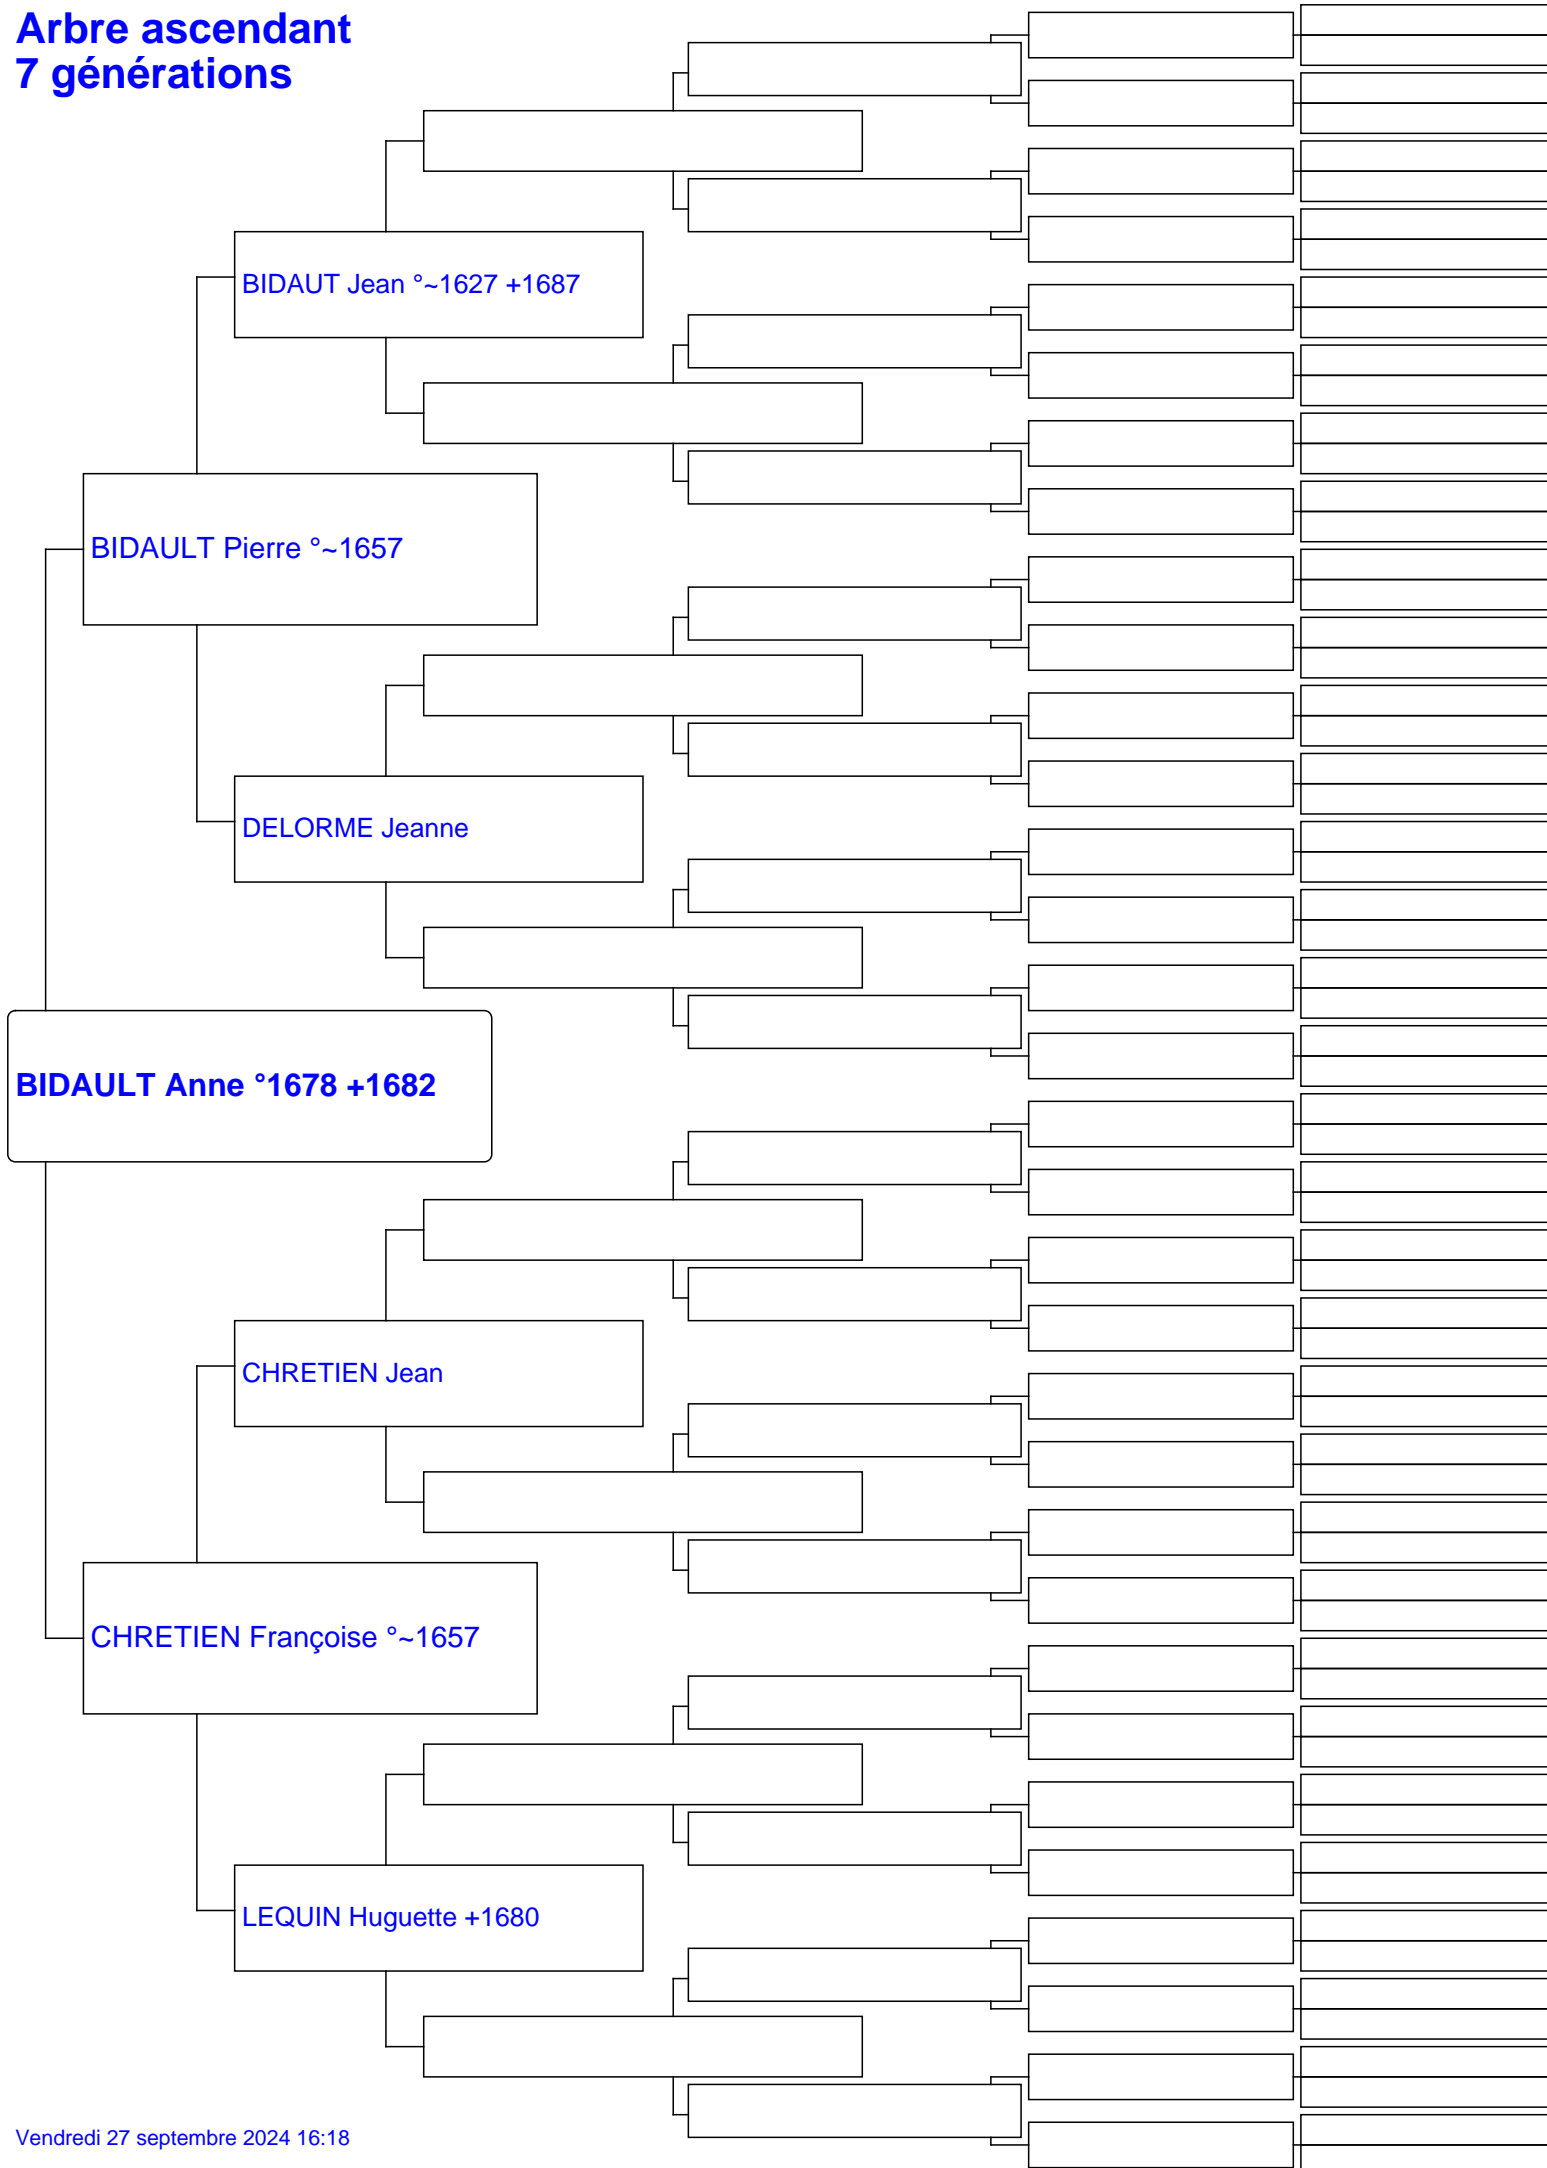 Arbre ascendant
7 générations
BIDAUT Jean °~1627 +1687
BIDAULT Pierre °~1657
DELORME Jeanne
BIDAULT Anne °1678 +1682
CHRETIEN Jean
CHRETIEN Françoise °~1657
LEQUIN Huguette +1680
Vendredi 27 septembre 2024 16:18